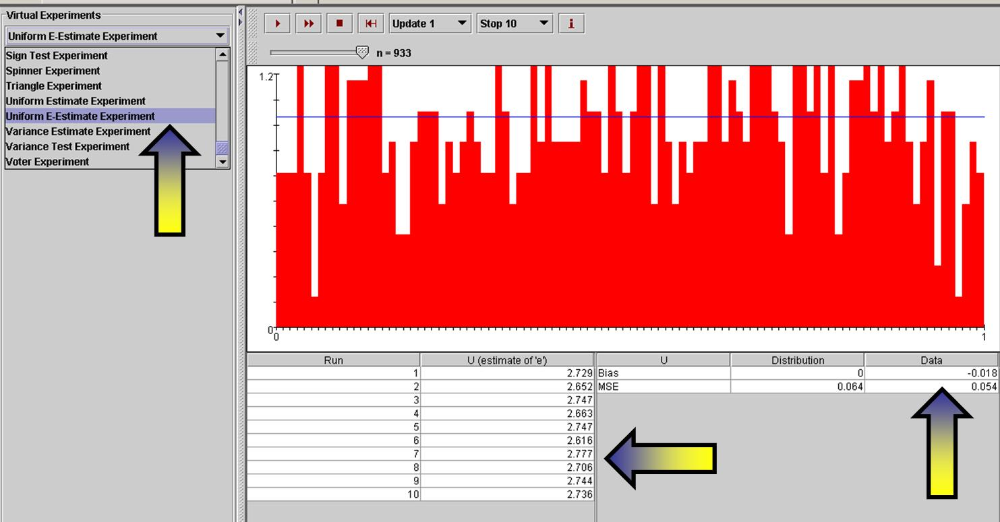 Virtual Experiments
Uniform E-Estimate Experiment
Sign Test Experiment
Spinner Experiment
Triangle Experiment
Uniform Estimate Experiment
Uniform E-Estimate Experiment
Variance Estimate Experiment
Variance Test Experiment
Voter Experiment
Update 1 Stop 10 i
n = 933
1.2
0
0 1
Run U (estimate of 'e')
1 2.729
2 2.652
3 2.747
4 2.663
5 2.747
6 2.616
7 2.777
8 2.706
9 2.744
10 2.736
U Distribution Data
Bias 0 -0.018
MSE 0.064 0.054